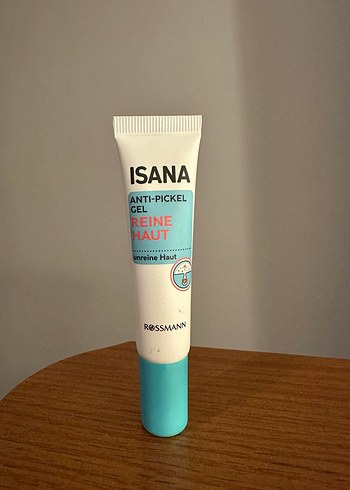 ISANA
ANTI-PICKEL
GEL
REINE
HAUT
unreine Haut
ROSSMANN